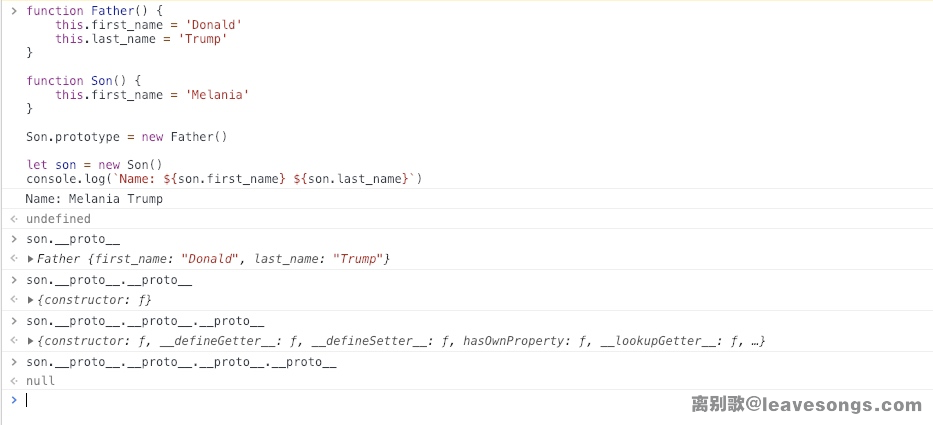 > function Father() {
    this.first_name = 'Donald'
    this.last_name = 'Trump'
}
function Son() {
    this.first_name = 'Melania'
}
Son.prototype = new Father()
let son = new Son()
console.log(`Name: ${son.first_name} ${son.last_name}`)
Name: Melania Trump
undefined
> son.__proto__
▶Father {first_name: "Donald", last_name: "Trump"}
> son.__proto__.__proto__
▶{constructor: ƒ}
> son.__proto__.__proto__.__proto__
▶{constructor: ƒ, __defineGetter__: ƒ, __defineSetter__: ƒ, hasOwnProperty: ƒ, __lookupGetter__: ƒ, …}
> son.__proto__.__proto__.__proto__.__proto__
null
>
离别歌@leavesongs.com